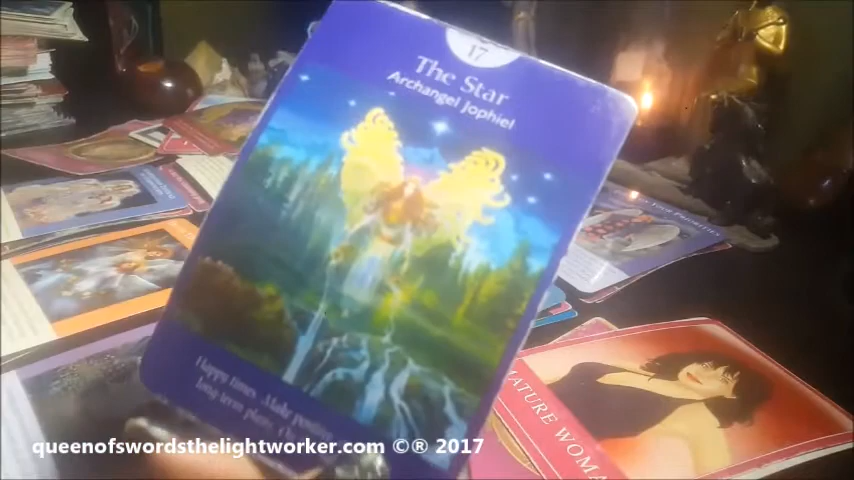 17
The Star
Archangel Jophiel
Happy times. Make
long-term plans.
MATURE WOMA
queenofswordsthelightworker.com ©® 2017